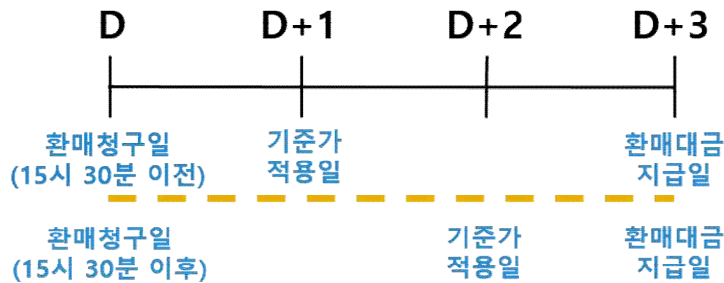 D D+1 D+2 D+3
환매청구일 기준가 환매대금
(15시 30분 이전) 적용일 지급일
환매청구일 기준가 환매대금
(15시 30분 이후) 적용일 지급일